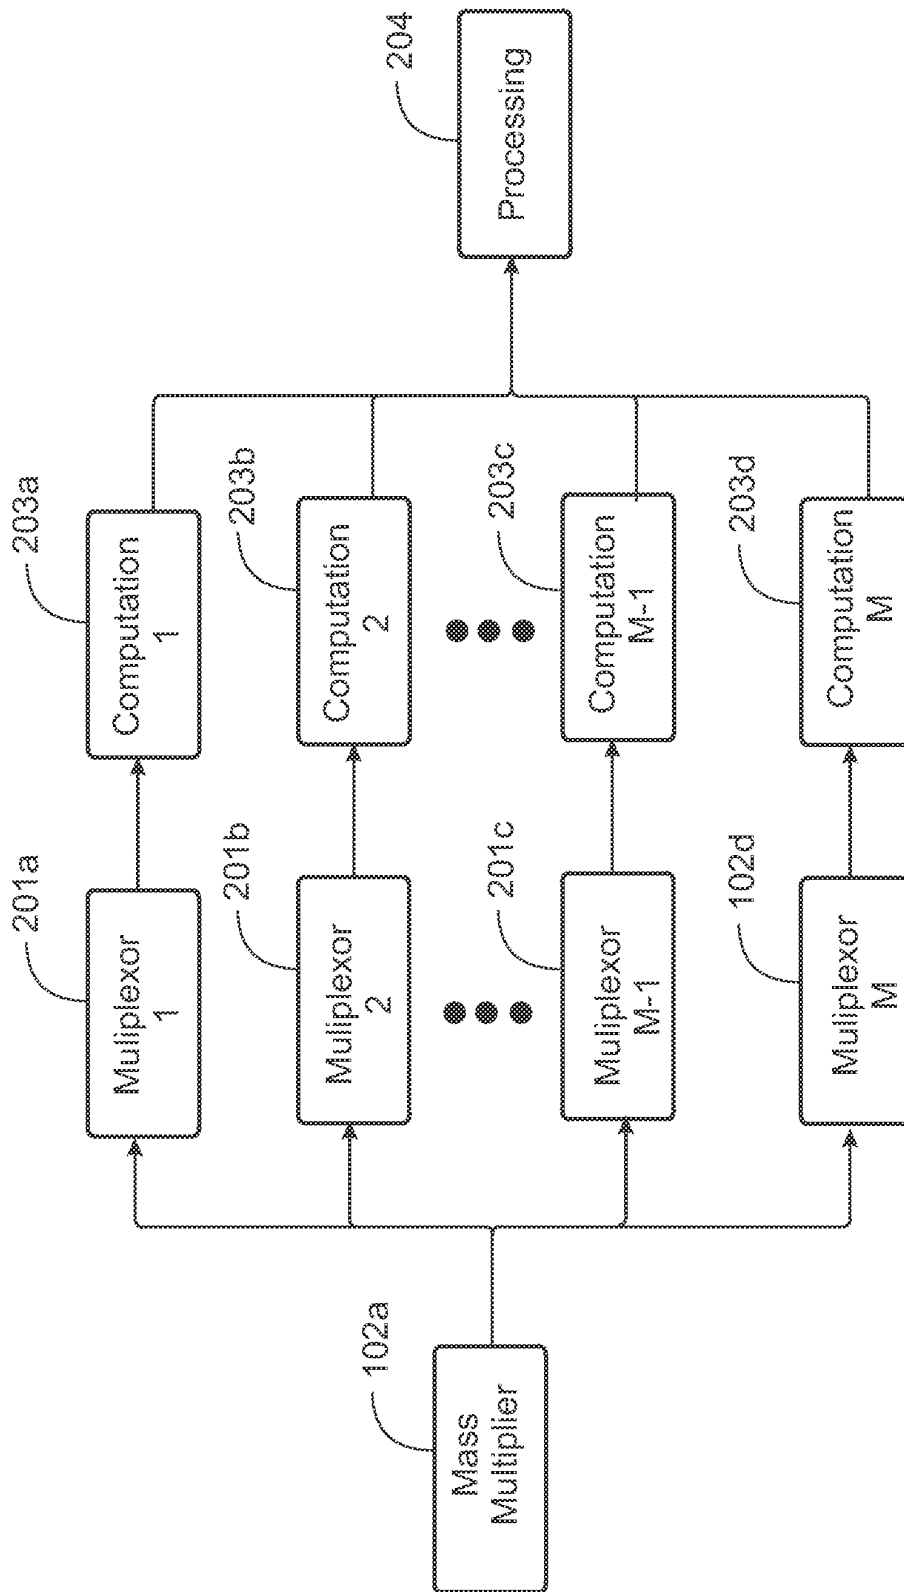 102a
Mass
Multiplier
201a
Muliplexor
1
203a
Computation
1
201b
Muliplexor
2
203b
Computation
2
201c
Muliplexor
M-1
203c
Computation
M-1
102d
Muliplexor
M
203d
Computation
M
204
Processing